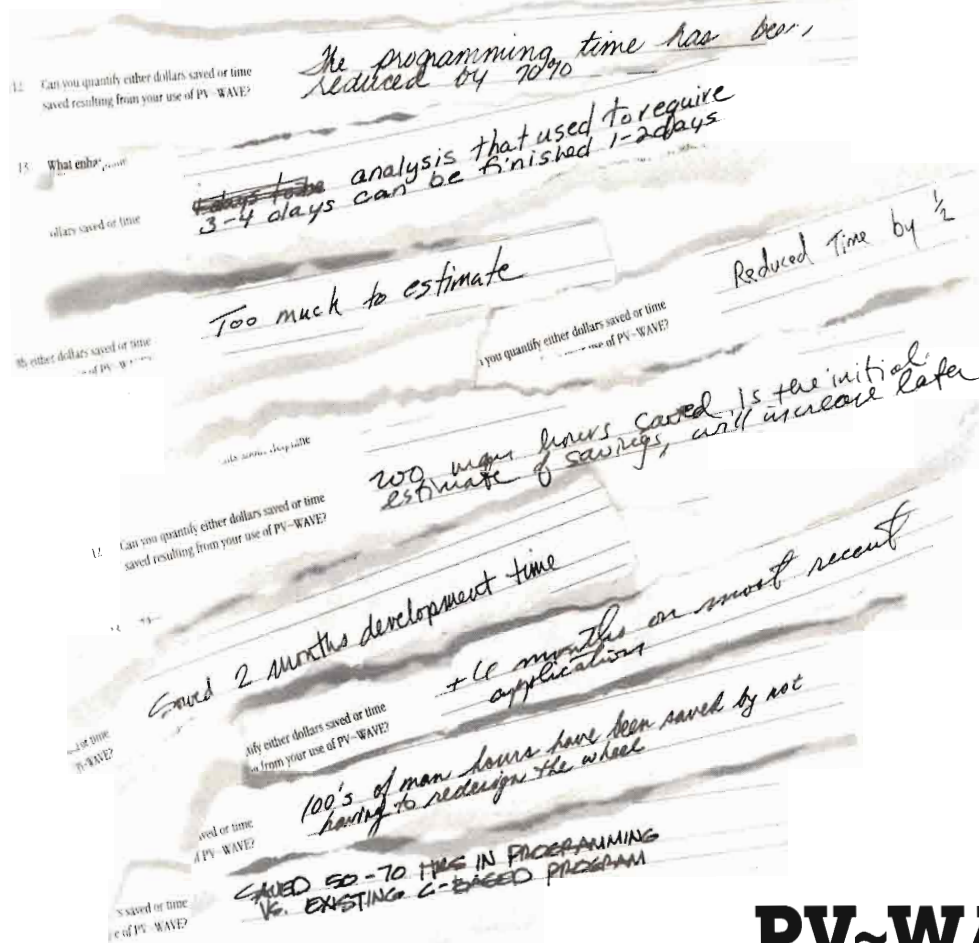 The programming time has been,
reduced by 70%
12. Can you quantify either dollars saved or time
saved resulting from your use of PV~WAVE?
13. What
analysis that used to require
3-4 days can be finished 1-2 days
dollars saved or time
Too much to estimate
Reduced Time by ½
either dollars saved or time
of PV~W
you quantify either dollars saved or time
use of PV~WAVE?
200 man hours saved is the initial
estimate of savings, will increase later
12. Can you quantify either dollars saved or time
saved resulting from your use of PV~WAVE?
Saved 2 months development time
months on most recent
application
time
WAVE?
ify either dollars saved or time
from your use of PV~WAVE?
100's of man hours have been saved by not
having to redesign the wheel
aved or time
PV~WAVE?
SAVED 50-70 HRS IN PROGRAMMING
VS. EXISTING C-BASED PROGRAM
s saved or time
e of PV~WAVE?
PV~WA